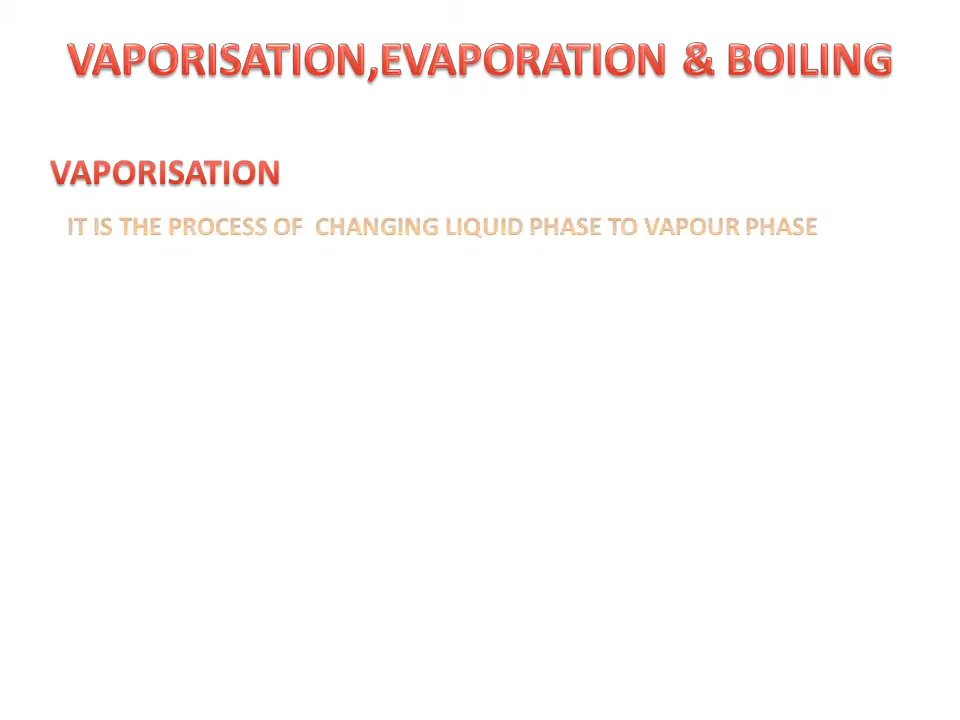 VAPORISATION,EVAPORATION & BOILING
VAPORISATION
IT IS THE PROCESS OF CHANGING LIQUID PHASE TO VAPOUR PHASE